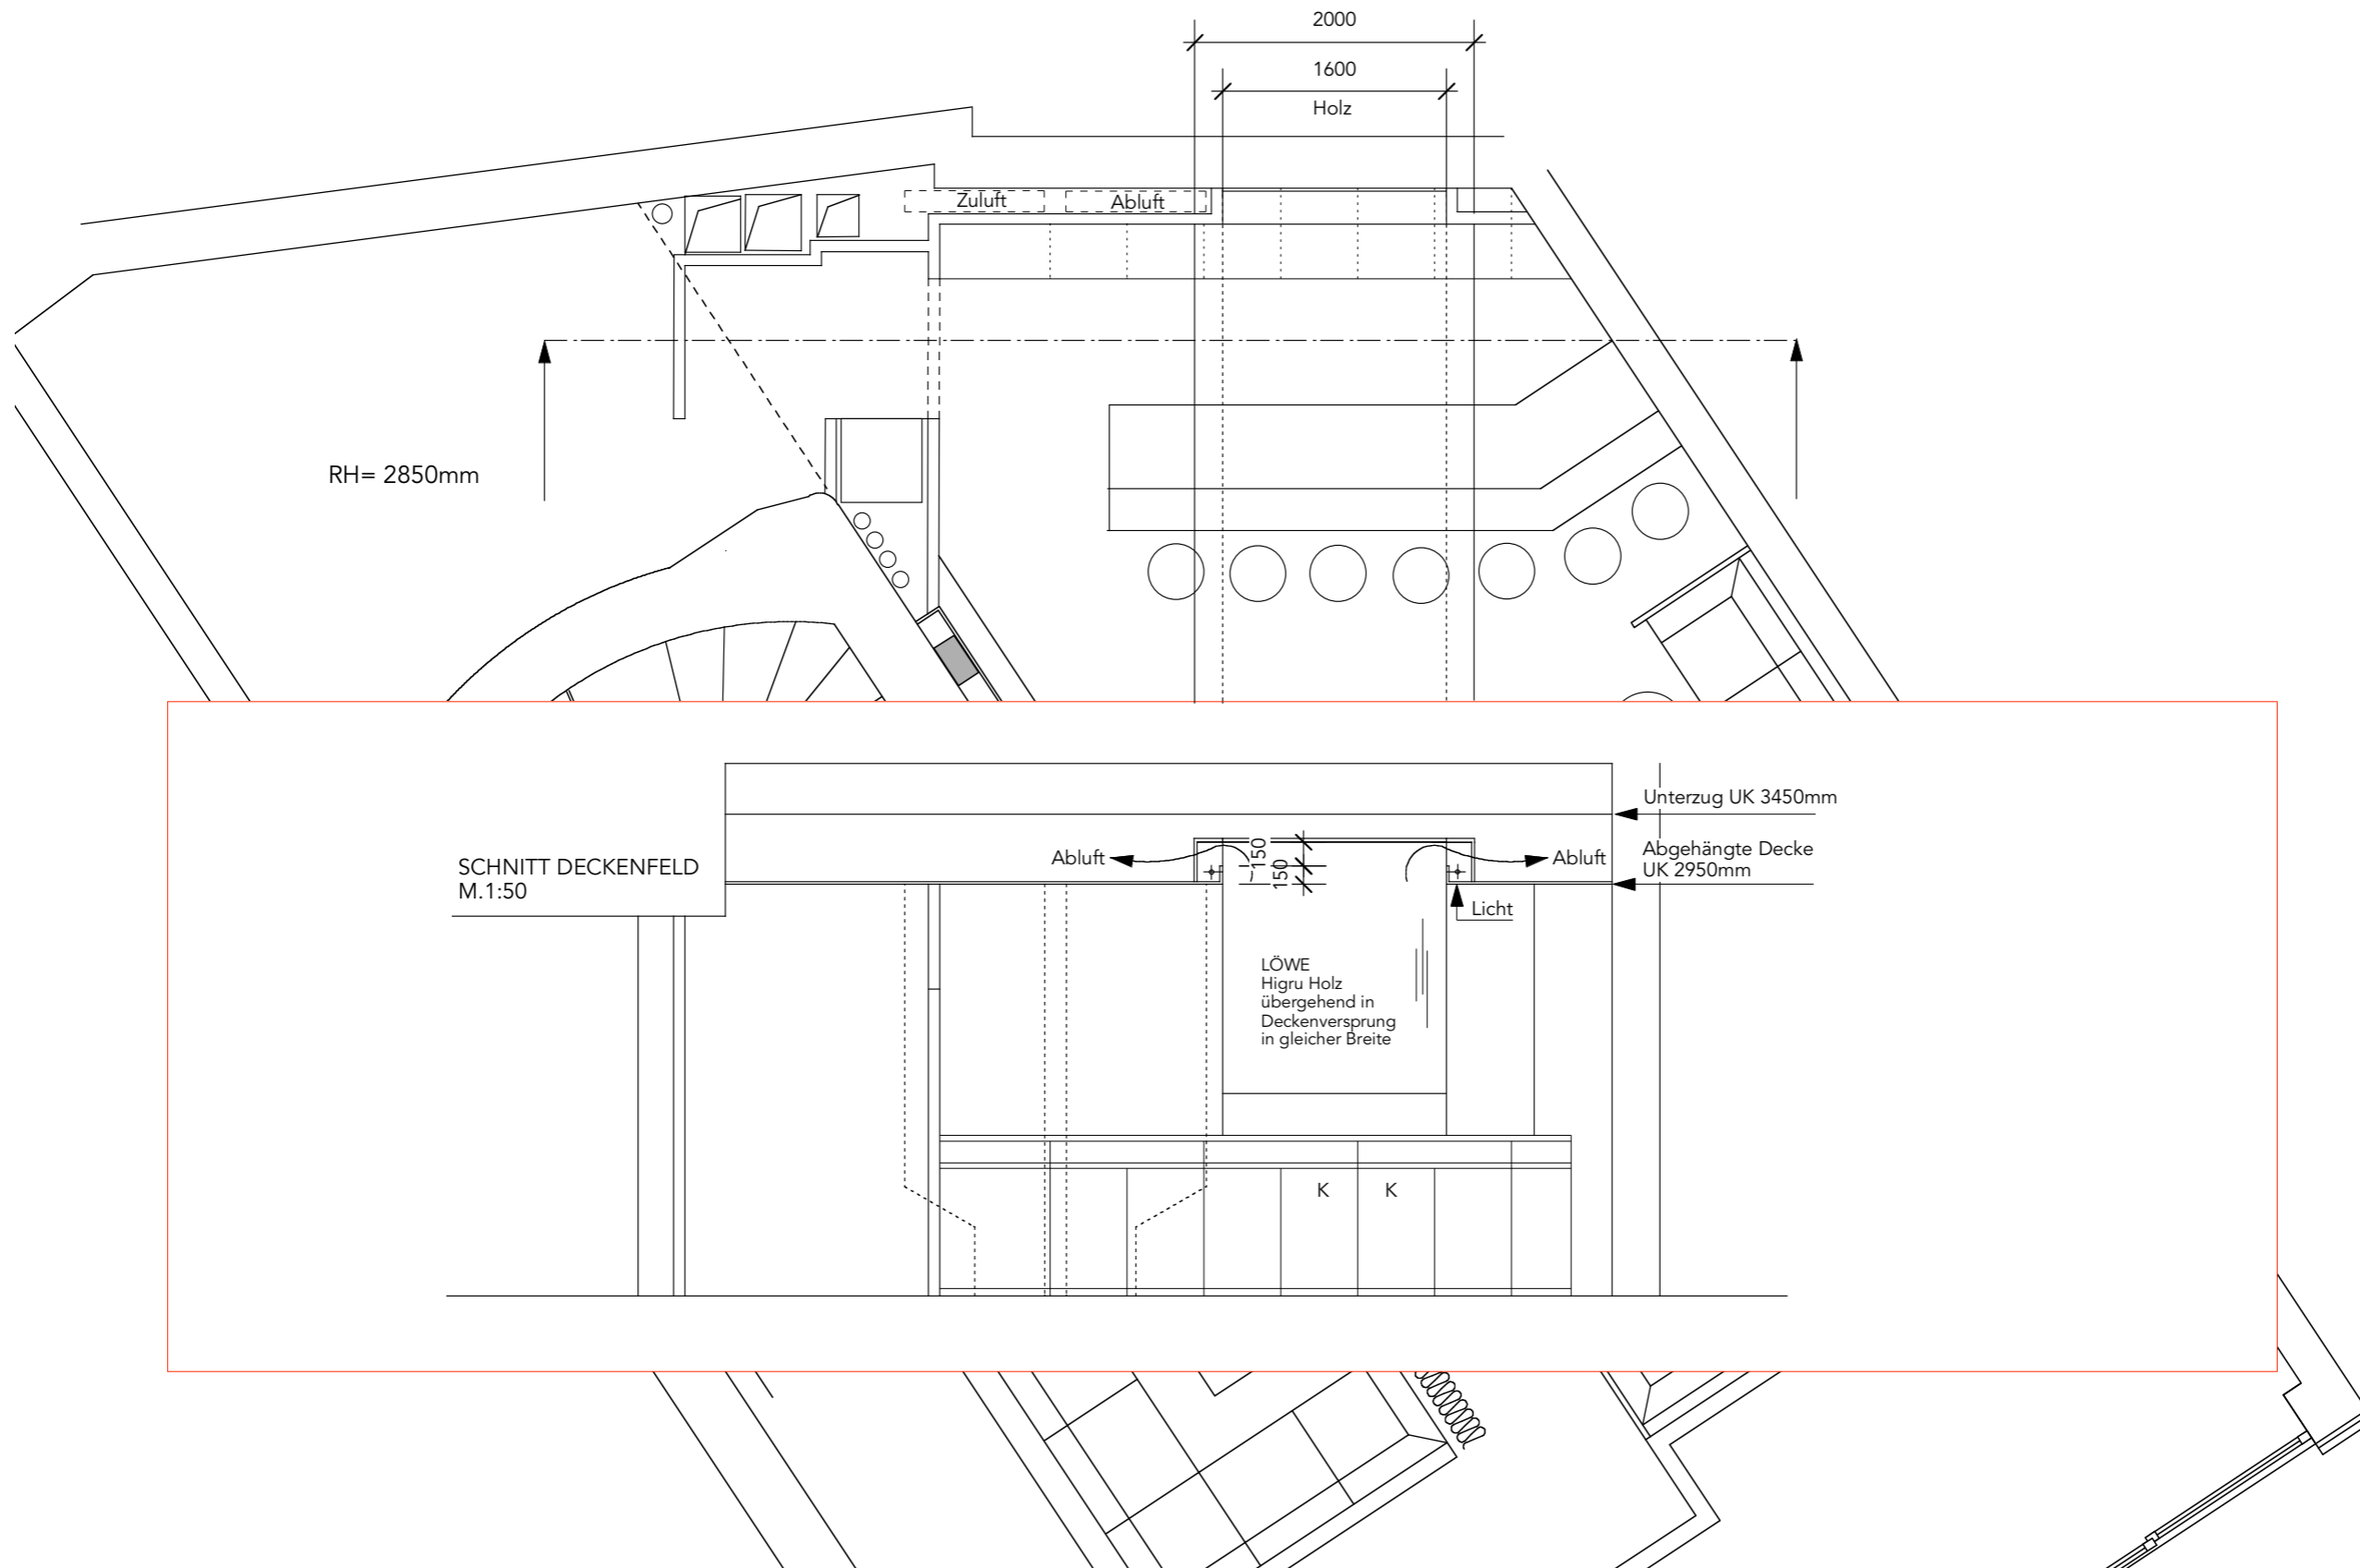 2000
1600
Holz
Zuluft
Abluft
RH= 2850mm
Unterzug UK 3450mm
Abgehängte Decke
UK 2950mm
SCHNITT DECKENFELD
M.1:50
Abluft
150
150
Abluft
Licht
LÖWE
Higru Holz
übergehend in
Deckenversprung
in gleicher Breite
K
K